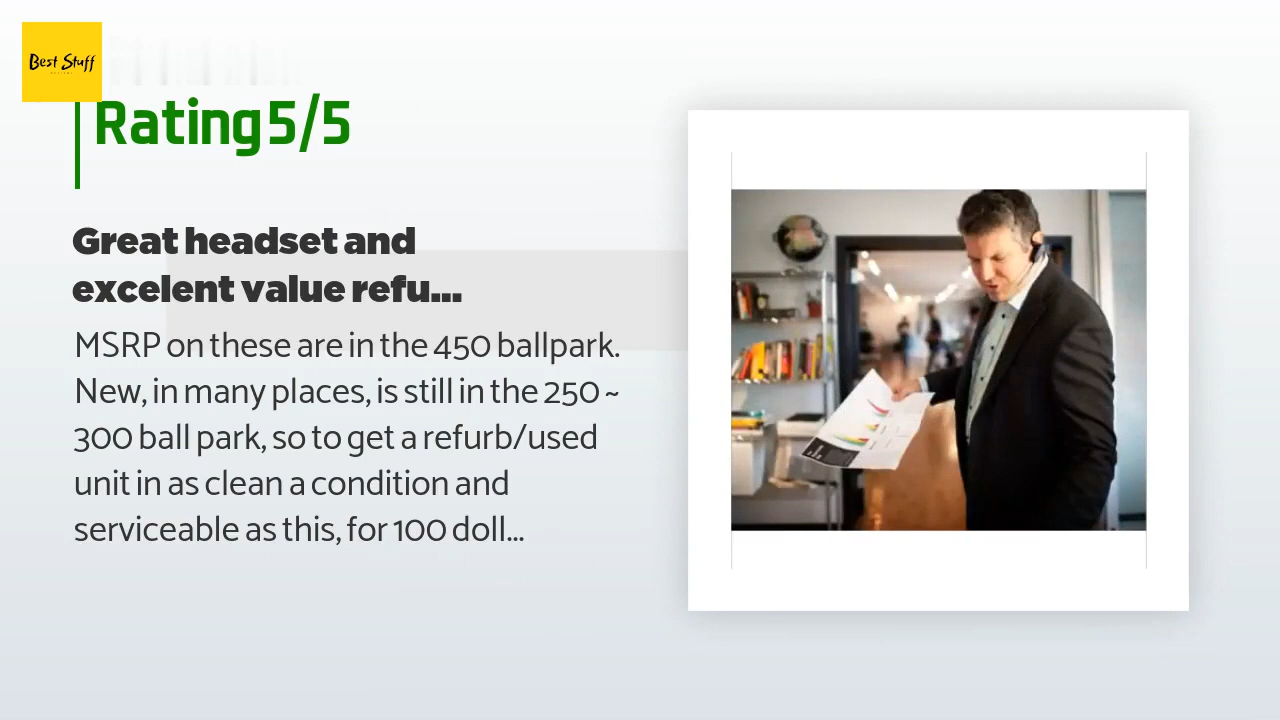 Best Stuff
Rating 5/5
Great headset and
excelent value refu...
MSRP on these are in the 450 ballpark.
New, in many places, is still in the 250 ~
300 ball park, so to get a refurb/used
unit in as clean a condition and
serviceable as this, for 100 doll...